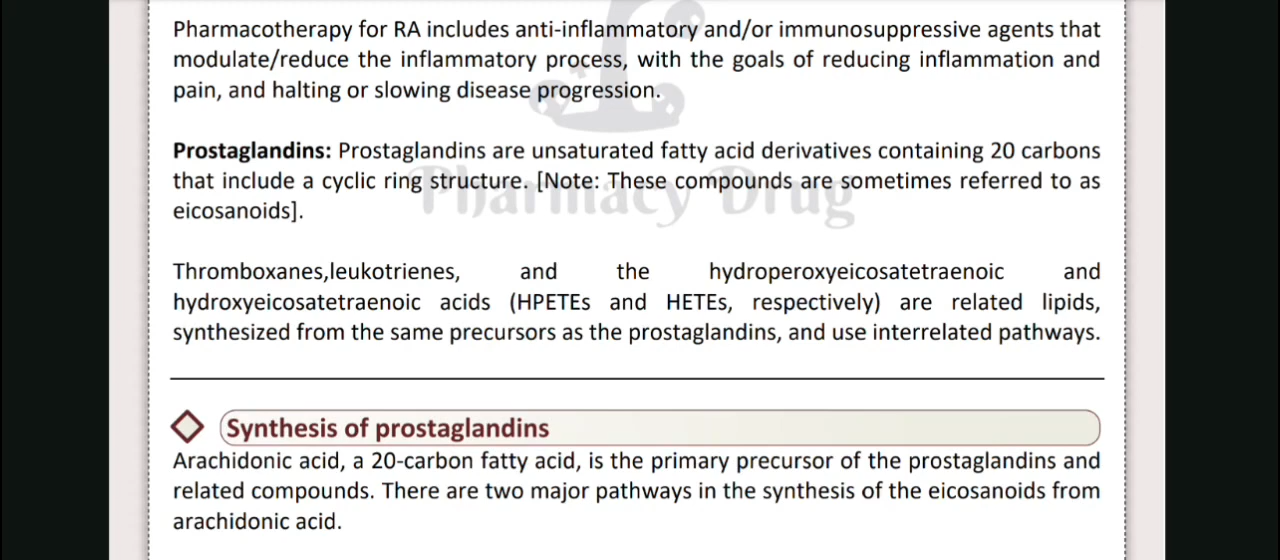 Pharmacotherapy for RA includes anti-inflammatory and/or immunosuppressive agents that
modulate/reduce the inflammatory process, with the goals of reducing inflammation and
pain, and halting or slowing disease progression.
Prostaglandins: Prostaglandins are unsaturated fatty acid derivatives containing 20 carbons
that include a cyclic ring structure. [Note: These compounds are sometimes referred to as
Pharmacy Drug
eicosanoids].
Thromboxanes,leukotrienes, and the hydroperoxyeicosatetraenoic and
hydroxyeicosatetraenoic acids (HPETEs and HETEs, respectively) are related lipids,
synthesized from the same precursors as the prostaglandins, and use interrelated pathways.
Synthesis of prostaglandins
Arachidonic acid, a 20-carbon fatty acid, is the primary precursor of the prostaglandins and
related compounds. There are two major pathways in the synthesis of the eicosanoids from
arachidonic acid.